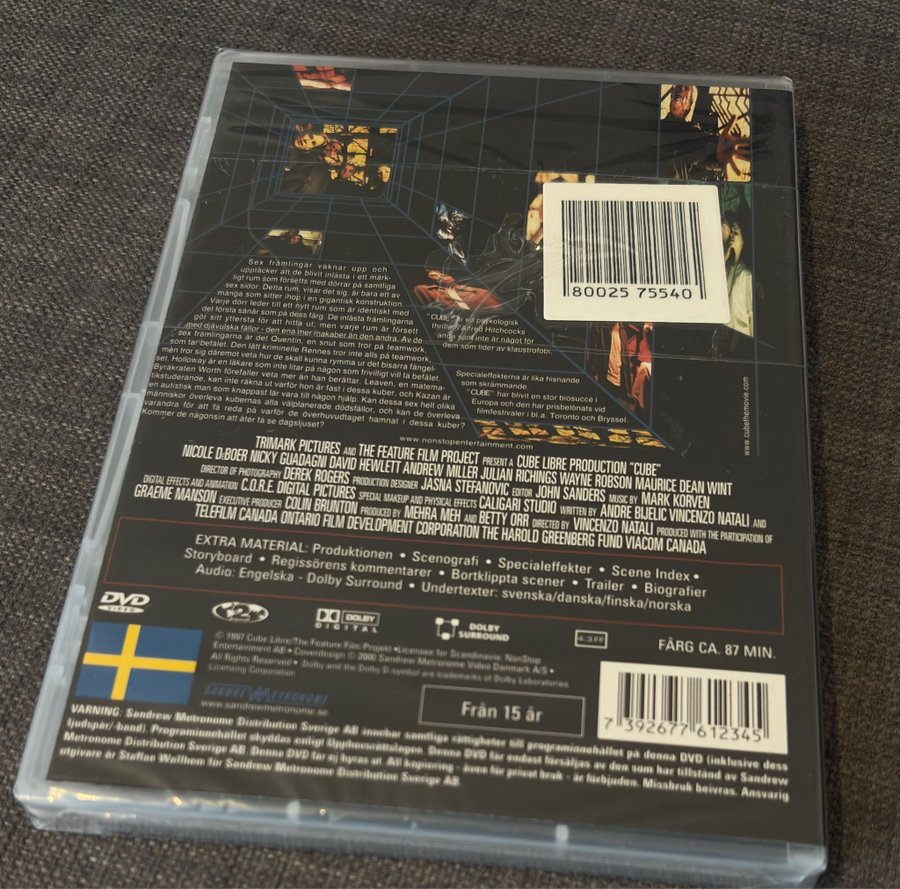 80025 75540
Sex främlingar vaknar upp och
upptäcker att de blivit inlåsta i ett märk-
ligt rum som försetts med dörrar på samtliga
sex sidor. Detta rum, visar det sig, är bara ett av
många som sitter ihop i en gigantisk konstruktion.
Varje dörr leder till ett nytt rum som är identiskt med
det första sånär som på dess färg. De inlåsta främlingarna
gör sitt yttersta för att hitta ut, men varje rum är försett
med djävulska fällor - den ena mer makaber än den andra. Av de
sex främlingarna är det Quentin, en snut som tror på teamwork,
som tar befälet. Den lätt kriminelle Rennes tror inte alls på teamwork,
men tror sig däremot veta hur de skall kunna rymma ur det bisarra fängel-
set. Holloway är en läkare som inte litar på någon som frivilligt vill ta befälet.
Byråkraten Worth förefaller veta mer än han berättar. Leaven, en matema-
tikstuderande, kan inte räkna ut varför hon är fast i dessa kuber, och Kazan är
en autistisk man som knappast lär vara till någon hjälp. Kan dessa sex helt olika
människor överleva kubernas alla välplanerade dödsfällor, och kan de överleva
varandra för att få reda på varför de överhuvudtaget hamnat i dessa kuber?
Kommer de någonsin att åter få se dagsljuset?
"CUBE" är en psykologisk
Thriller i Alfred Hitchcocks
anda som inte är något för
dem som lider av klaustrofobi.
Specialeffekterna är lika hisnande
som skrämmande.
"CUBE" har blivit en stor biosuccé i
Europa och den har prisbelönats vid
filmfestivaler i bl.a. Toronto och Bryssel.
www.cubethemovie.com
www.nonstopentertainment.com
TRIMARK PICTURES AND THE FEATURE FILM PROJECT PRESENT A CUBE LIBRE PRODUCTION "CUBE"
NICOLE DeBOER NICKY GUADAGNI DAVID HEWLETT ANDREW MILLER JULIAN RICHINGS WAYNE ROBSON MAURICE DEAN WINT
DIRECTOR OF PHOTOGRAPHY DEREK ROGERS PRODUCTION DESIGNER JASNA STEFANOVIC EDITOR JOHN SANDERS MUSIC BY MARK KORVEN
DIGITAL EFFECTS AND ANIMATION C.O.R.E. DIGITAL PICTURES SPECIAL MAKEUP AND PHYSICAL EFFECTS CALIGARI STUDIO WRITTEN BY ANDRE BIJELIC VINCENZO NATALI AND
GRAEME MANSON EXECUTIVE PRODUCER COLIN BRUNTON PRODUCED BY MEHRA MEH AND BETTY ORR DIRECTED BY VINCENZO NATALI PRODUCED WITH THE PARTICIPATION OF
TELEFILM CANADA ONTARIO FILM DEVELOPMENT CORPORATION THE HAROLD GREENBERG FUND VIACOM CANADA
EXTRA MATERIAL: Produktionen • Scenografi • Specialeffekter • Scene Index •
Storyboard • Regissörens kommentarer • Bortklippta scener • Trailer • Biografier
Audio: Engelska - Dolby Surround • Undertexter: svenska/danska/finska/norska
DVD VIDEO
2
DOLBY DIGITAL
DOLBY SURROUND
4:3 FF
FÄRG CA. 87 MIN.
© 1997 Cube Libre/The Feature Film Projekt • Licensee for Scandinavia: NonStop
Entertainment AB • Coverdesign © 2000 Sandrew Metronome Video Danmark A/S •
All Rights Reserved • Dolby and the Dolby D-symbol are trademarks of Dolby Laboratories
Licensing Corporation
SANDREW METRONOME
www.sandrewmetronome.se
Från 15 år
7 392677 612345
VARNING: Sandrew Metronome Distribution Sverige AB innehar samtliga rättigheter till programinnehållet på denna DVD (inklusive dess
ljudspår/-band). Programinnehållet skyddas enligt Upphovsrättslagen. Denna DVD får endast försäljas av den som har tillstånd av Sandrew
Metronome Distribution Sverige AB. Denna DVD får ej hyras ut. All kopiering - även för privat bruk - är förbjuden. Missbruk beivras. Ansvarig
utgivare är Staffan Wallhem för Sandrew Metronome Distribution Sverige AB.